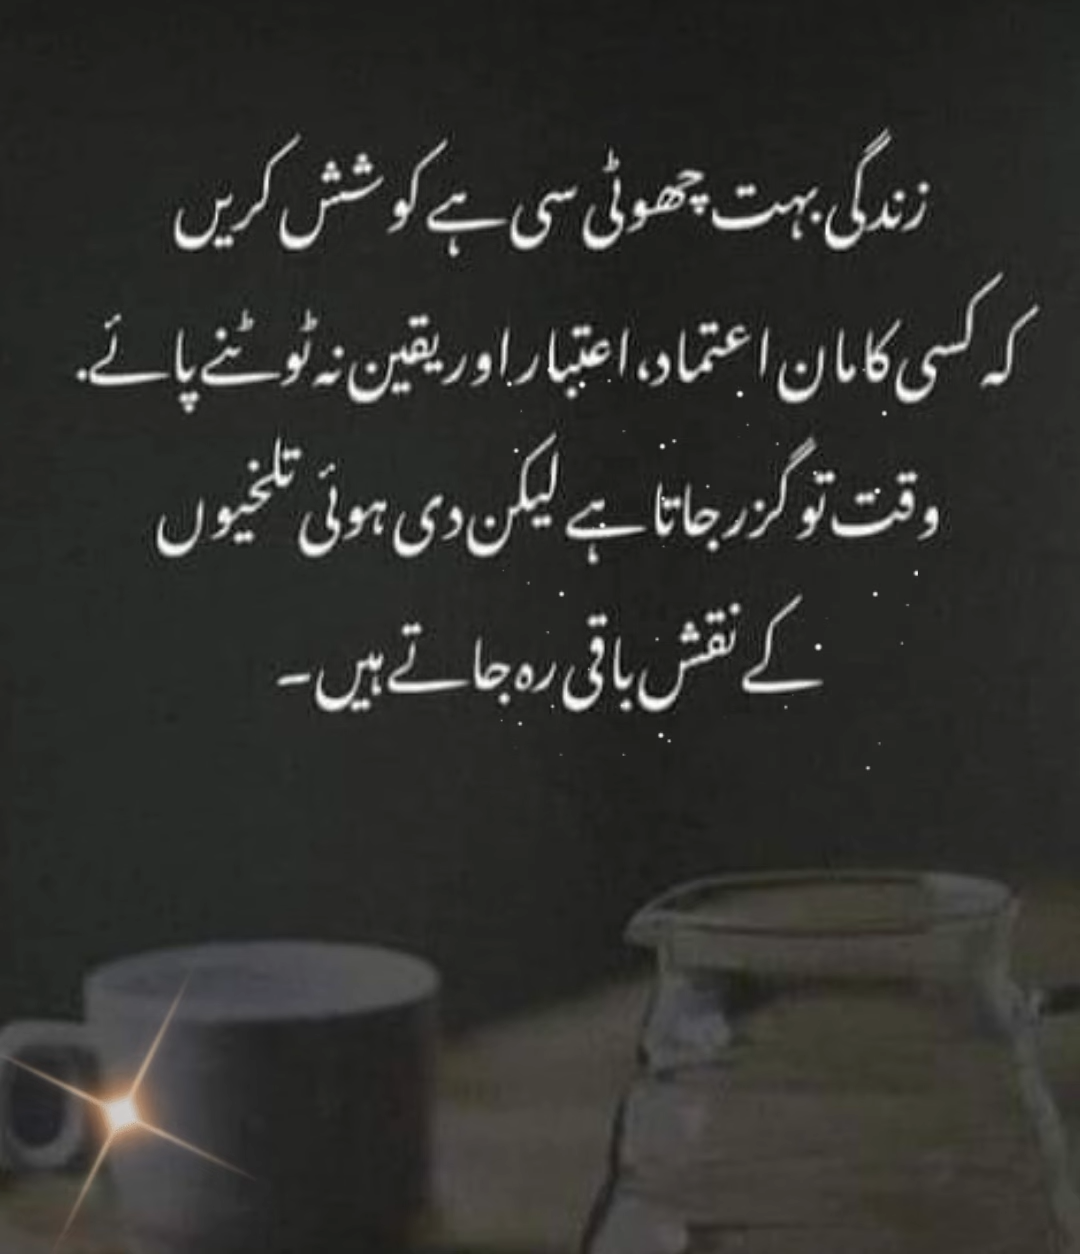 زندگی بہت چھوٹی سی ہے کوشش کریں
کہ کسی کا مان اعتماد، اعتبار اور یقین نہ ٹوٹنے پائے.
وقت تو گزر جاتا ہے لیکن دی ہوئی تلخیوں
کے نقش باقی رہ جاتے ہیں۔